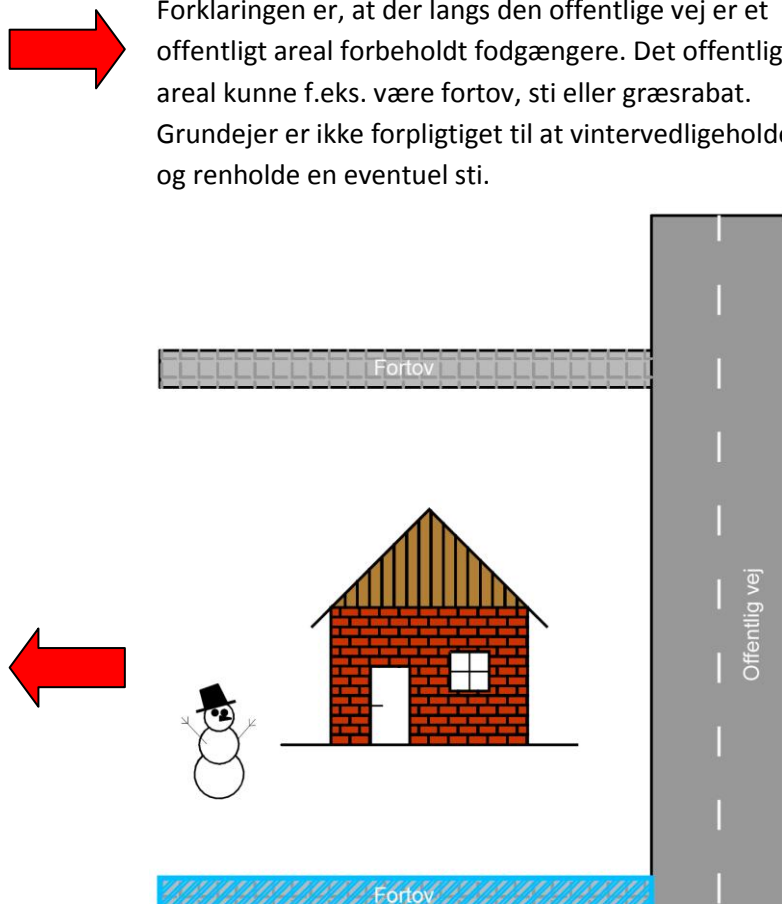 Forklaringen er, at der langs den offentlige vej er et
offentligt areal forbeholdt fodgængere. Det offentlig
areal kunne f.eks. være fortov, sti eller græsrabat.
Grundejer er ikke forpligtiget til at vintervedligeholde
og renholde en eventuel sti.
Fortov
Offentlig vej
Fortov